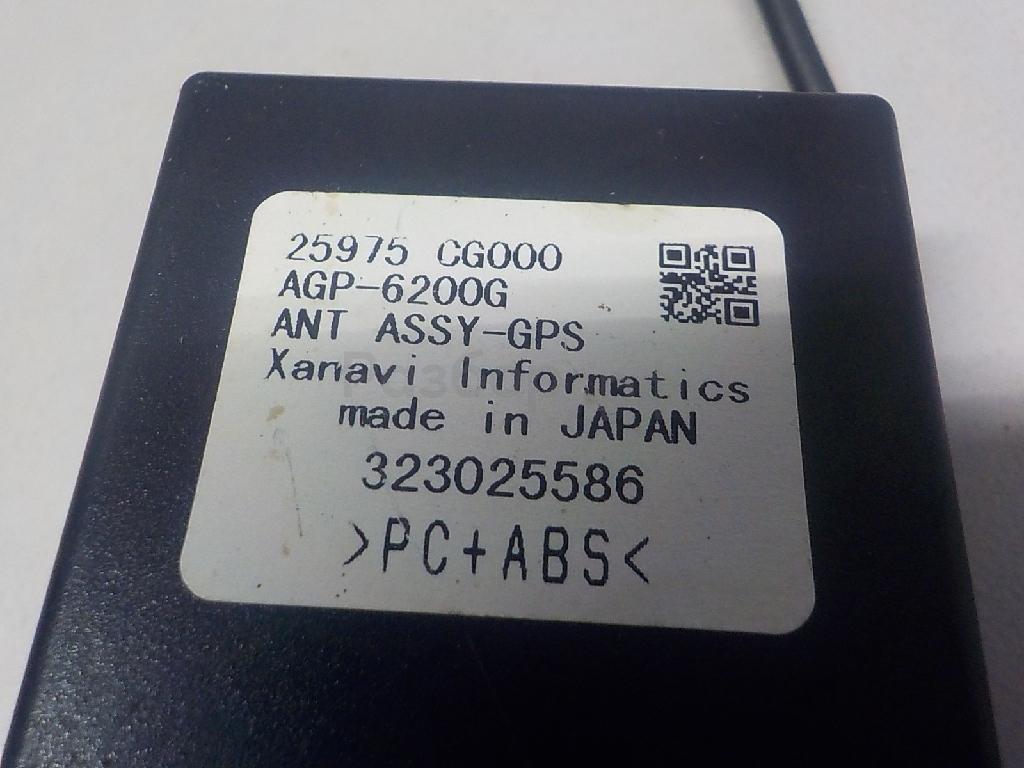 25975 CG000
AGP-6200G
ANT ASSY-GPS
Xanavi Informatics
made in JAPAN
323025586
>PC+ABS<